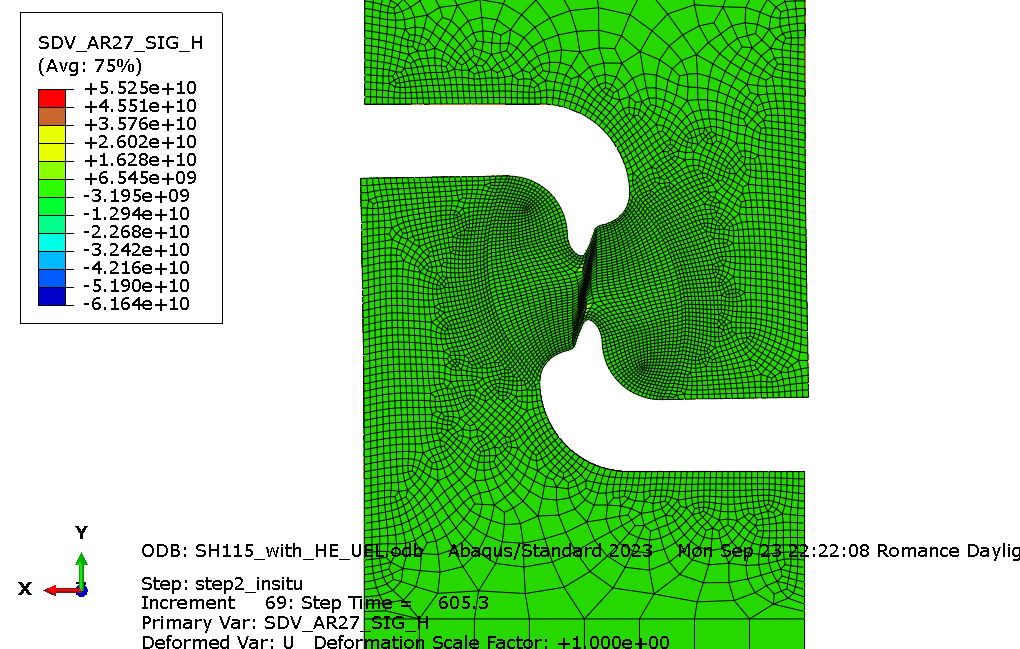 SDV_AR27_SIG_H
(Avg: 75%)
+5.525e+10
+4.551e+10
+3.576e+10
+2.602e+10
+1.628e+10
+6.545e+09
-3.195e+09
-1.294e+10
-2.268e+10
-3.242e+10
-4.216e+10
-5.190e+10
-6.164e+10
Y
X
ODB: SH115_with_HE_UEL.odb Abaqus/Standard 2023 Mon Sep 23 22:22:08 Romance Daylig
Step: step2_insitu
Increment 69: Step Time = 605.3
Primary Var: SDV_AR27_SIG_H
Deformed Var: U Deformation Scale Factor: +1.000e+00